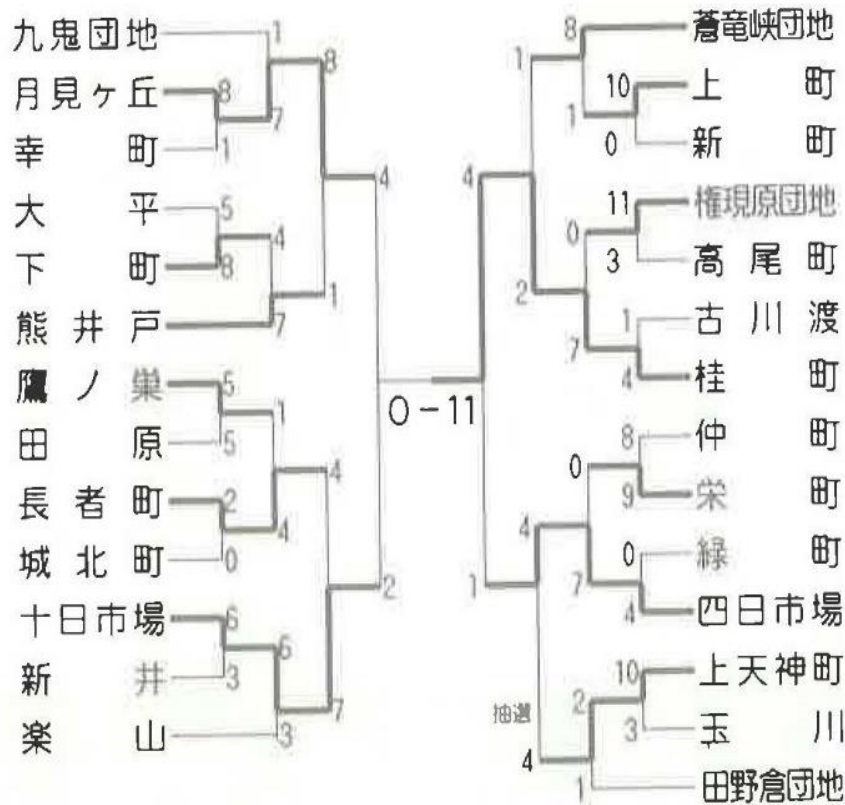 九鬼団地 1
月見ヶ丘 8
幸町 1
7
8
大平 5
下町 8
4
熊井戸 7
1
4
鷹ノ巣 5
田原 5
1
長者町 2
城北町 0
4
4
十日市場 6
新井 3
6
楽山 3
7
2
0-11
8 蒼竜峡団地
10 上町
0 新町
1
1
11 権現原団地
3 高尾町
0
1 古川渡
4 桂町
7
2
4
8 仲町
9 栄町
0
0 緑町
4 四日市場
7
4
10 上天神町
3 玉川
2
1 田野倉団地
抽選
4
1